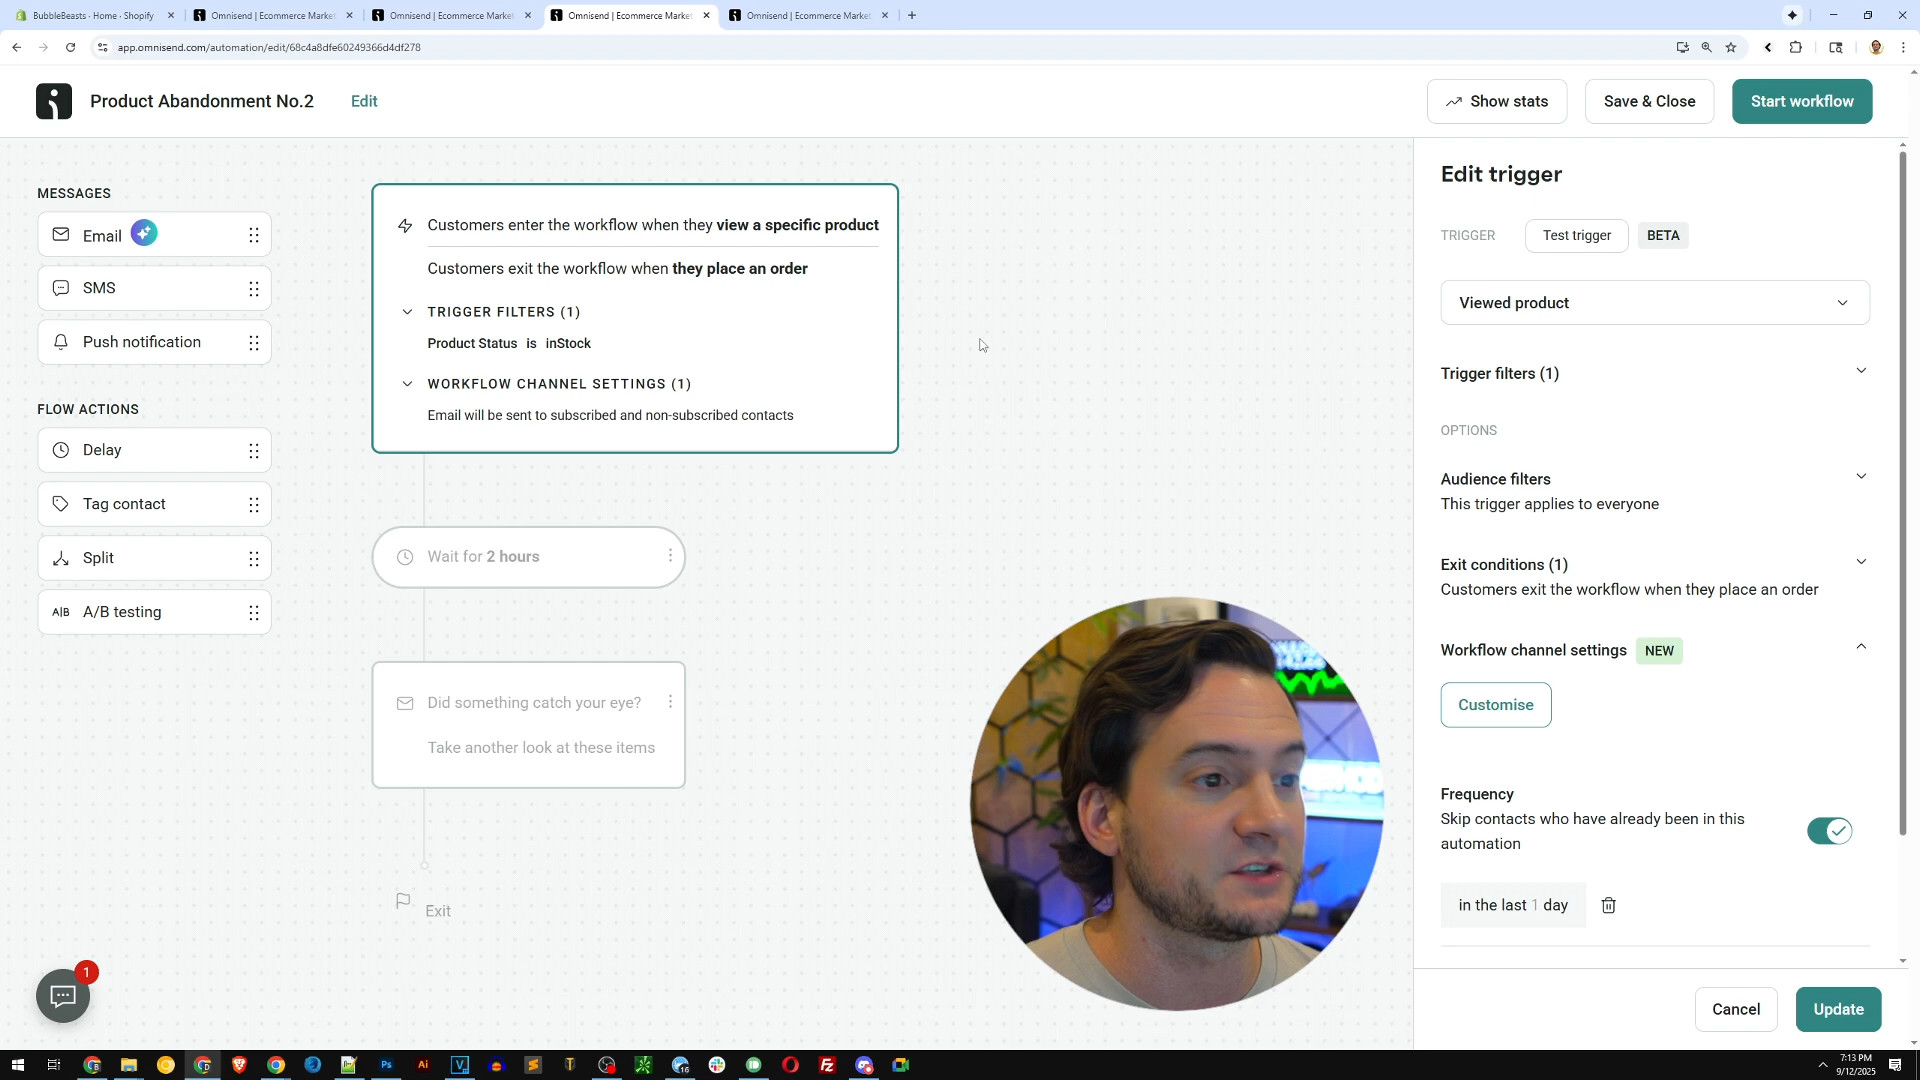 BubbleBeasts · Home · Shopify
Omnisend | Ecommerce Market
Omnisend | Ecommerce Market
Omnisend | Ecommerce Market
Omnisend | Ecommerce Market
app.omnisend.com/automation/edit/68c4a8dfe60249366d4df278
Product Abandonment No.2
Edit
Show stats
Save & Close
Start workflow
MESSAGES
Email
SMS
Push notification
FLOW ACTIONS
Delay
Tag contact
Split
A|B A/B testing
Customers enter the workflow when they view a specific product
Customers exit the workflow when they place an order
TRIGGER FILTERS (1)
Product Status is inStock
WORKFLOW CHANNEL SETTINGS (1)
Email will be sent to subscribed and non-subscribed contacts
Wait for 2 hours
Did something catch your eye?
Take another look at these items
Exit
1
Edit trigger
TRIGGER
Test trigger
BETA
Viewed product
Trigger filters (1)
OPTIONS
Audience filters
This trigger applies to everyone
Exit conditions (1)
Customers exit the workflow when they place an order
Workflow channel settings
NEW
Customise
Frequency
Skip contacts who have already been in this
automation
in the last 1 day
Cancel
Update
Ps
Ai
V
T
16
FZ
7:13 PM
9/12/2025